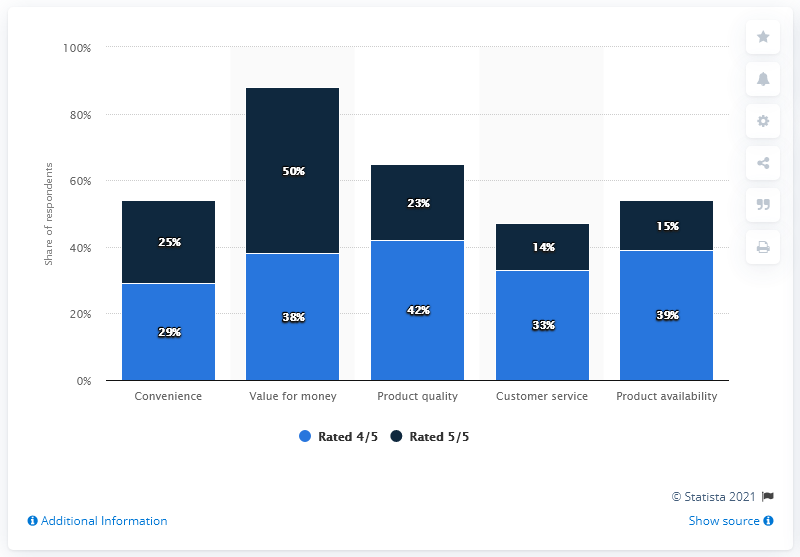 100%
80%
60%
40%
20%
0%
Share of respondents
25%
29%
50%
38%
23%
42%
14%
33%
15%
39%
Convenience
Value for money
Product quality
Customer service
Product availability
Rated 4/5 Rated 5/5
© Statista 2021
Additional Information
Show source